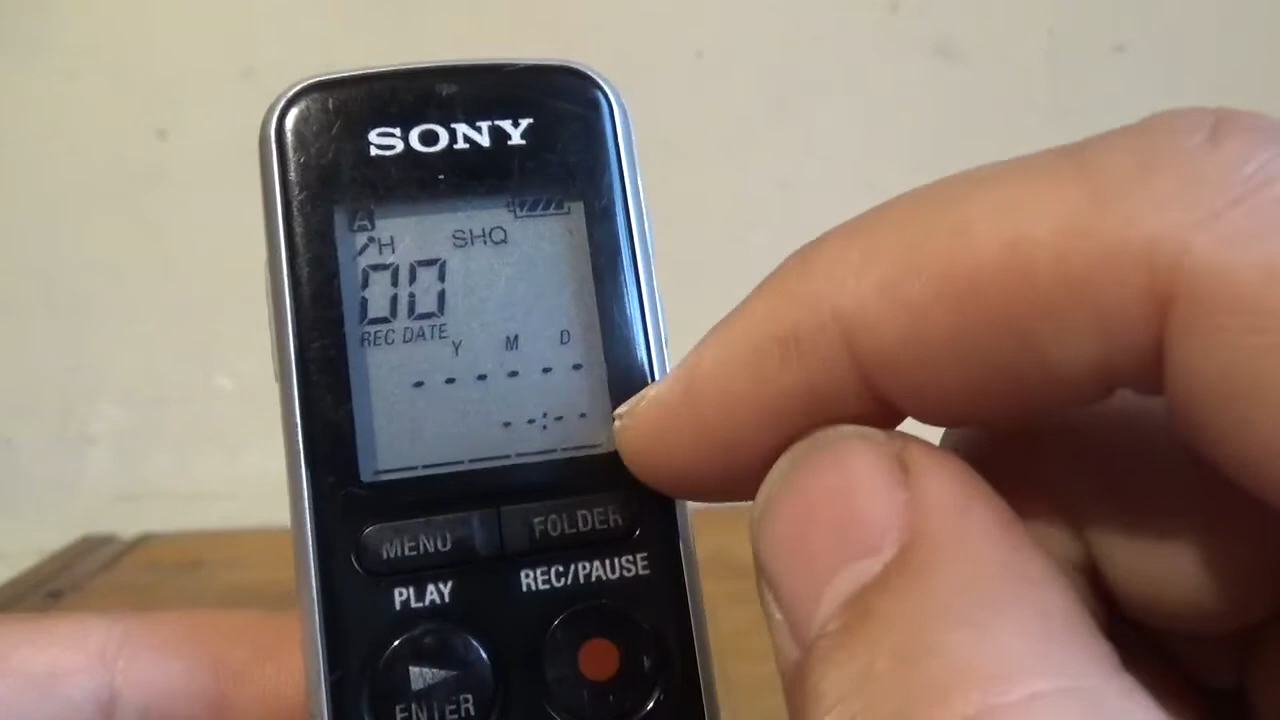 SONY
A
H SHQ
00
REC DATE
Y M D
- - - - - -
- -:- -
MENU FOLDER
PLAY REC/PAUSE
ENTER